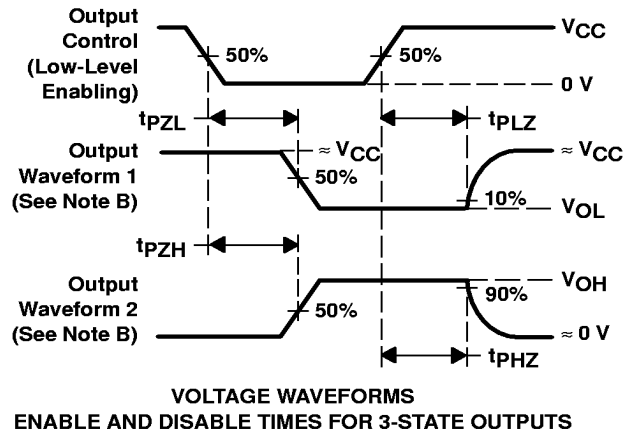 Output
Control
(Low-Level
Enabling)
50%
50%
VCC
0 V
tPZL
tPLZ
Output
Waveform 1
(See Note B)
≈ VCC
50%
≈ VCC
10%
VOL
tPZH
Output
Waveform 2
(See Note B)
50%
VOH
90%
≈ 0 V
tPHZ
VOLTAGE WAVEFORMS
ENABLE AND DISABLE TIMES FOR 3-STATE OUTPUTS